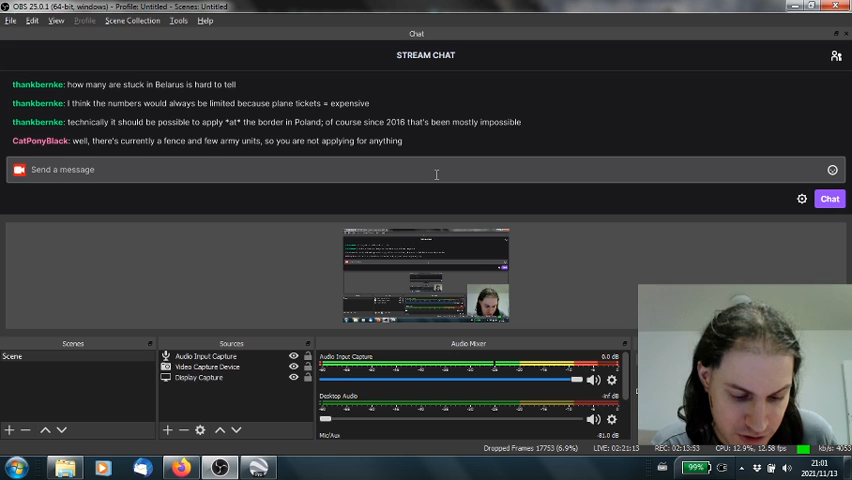 OBS 25.0.1 (64-bit, windows) - Profile: Untitled - Scenes: Untitled
File Edit View Profile Scene Collection Tools Help
Chat
STREAM CHAT
thankbernke: how many are stuck in Belarus is hard to tell
thankbernke: I think the numbers would always be limited because plane tickets = expensive
thankbernke: technically it should be possible to apply *at* the border in Poland; of course since 2016 that's been mostly impossible
CatPonyBlack: well, there's currently a fence and few army units, so you are not applying for anything
Send a message
Chat
Scenes Sources Audio Mixer
Scene
Audio Input Capture
Video Capture Device
Display Capture
Audio Input Capture 0.0 dB
Desktop Audio -inf dB
Mic/Aux -81.0 dB
Dropped Frames 17753 (6.9%) LIVE: 02:21:13 REC: 02:13:53 CPU: 12.9%, 12.58 fps kb/s: 4053
99%
21:01
2021/11/13